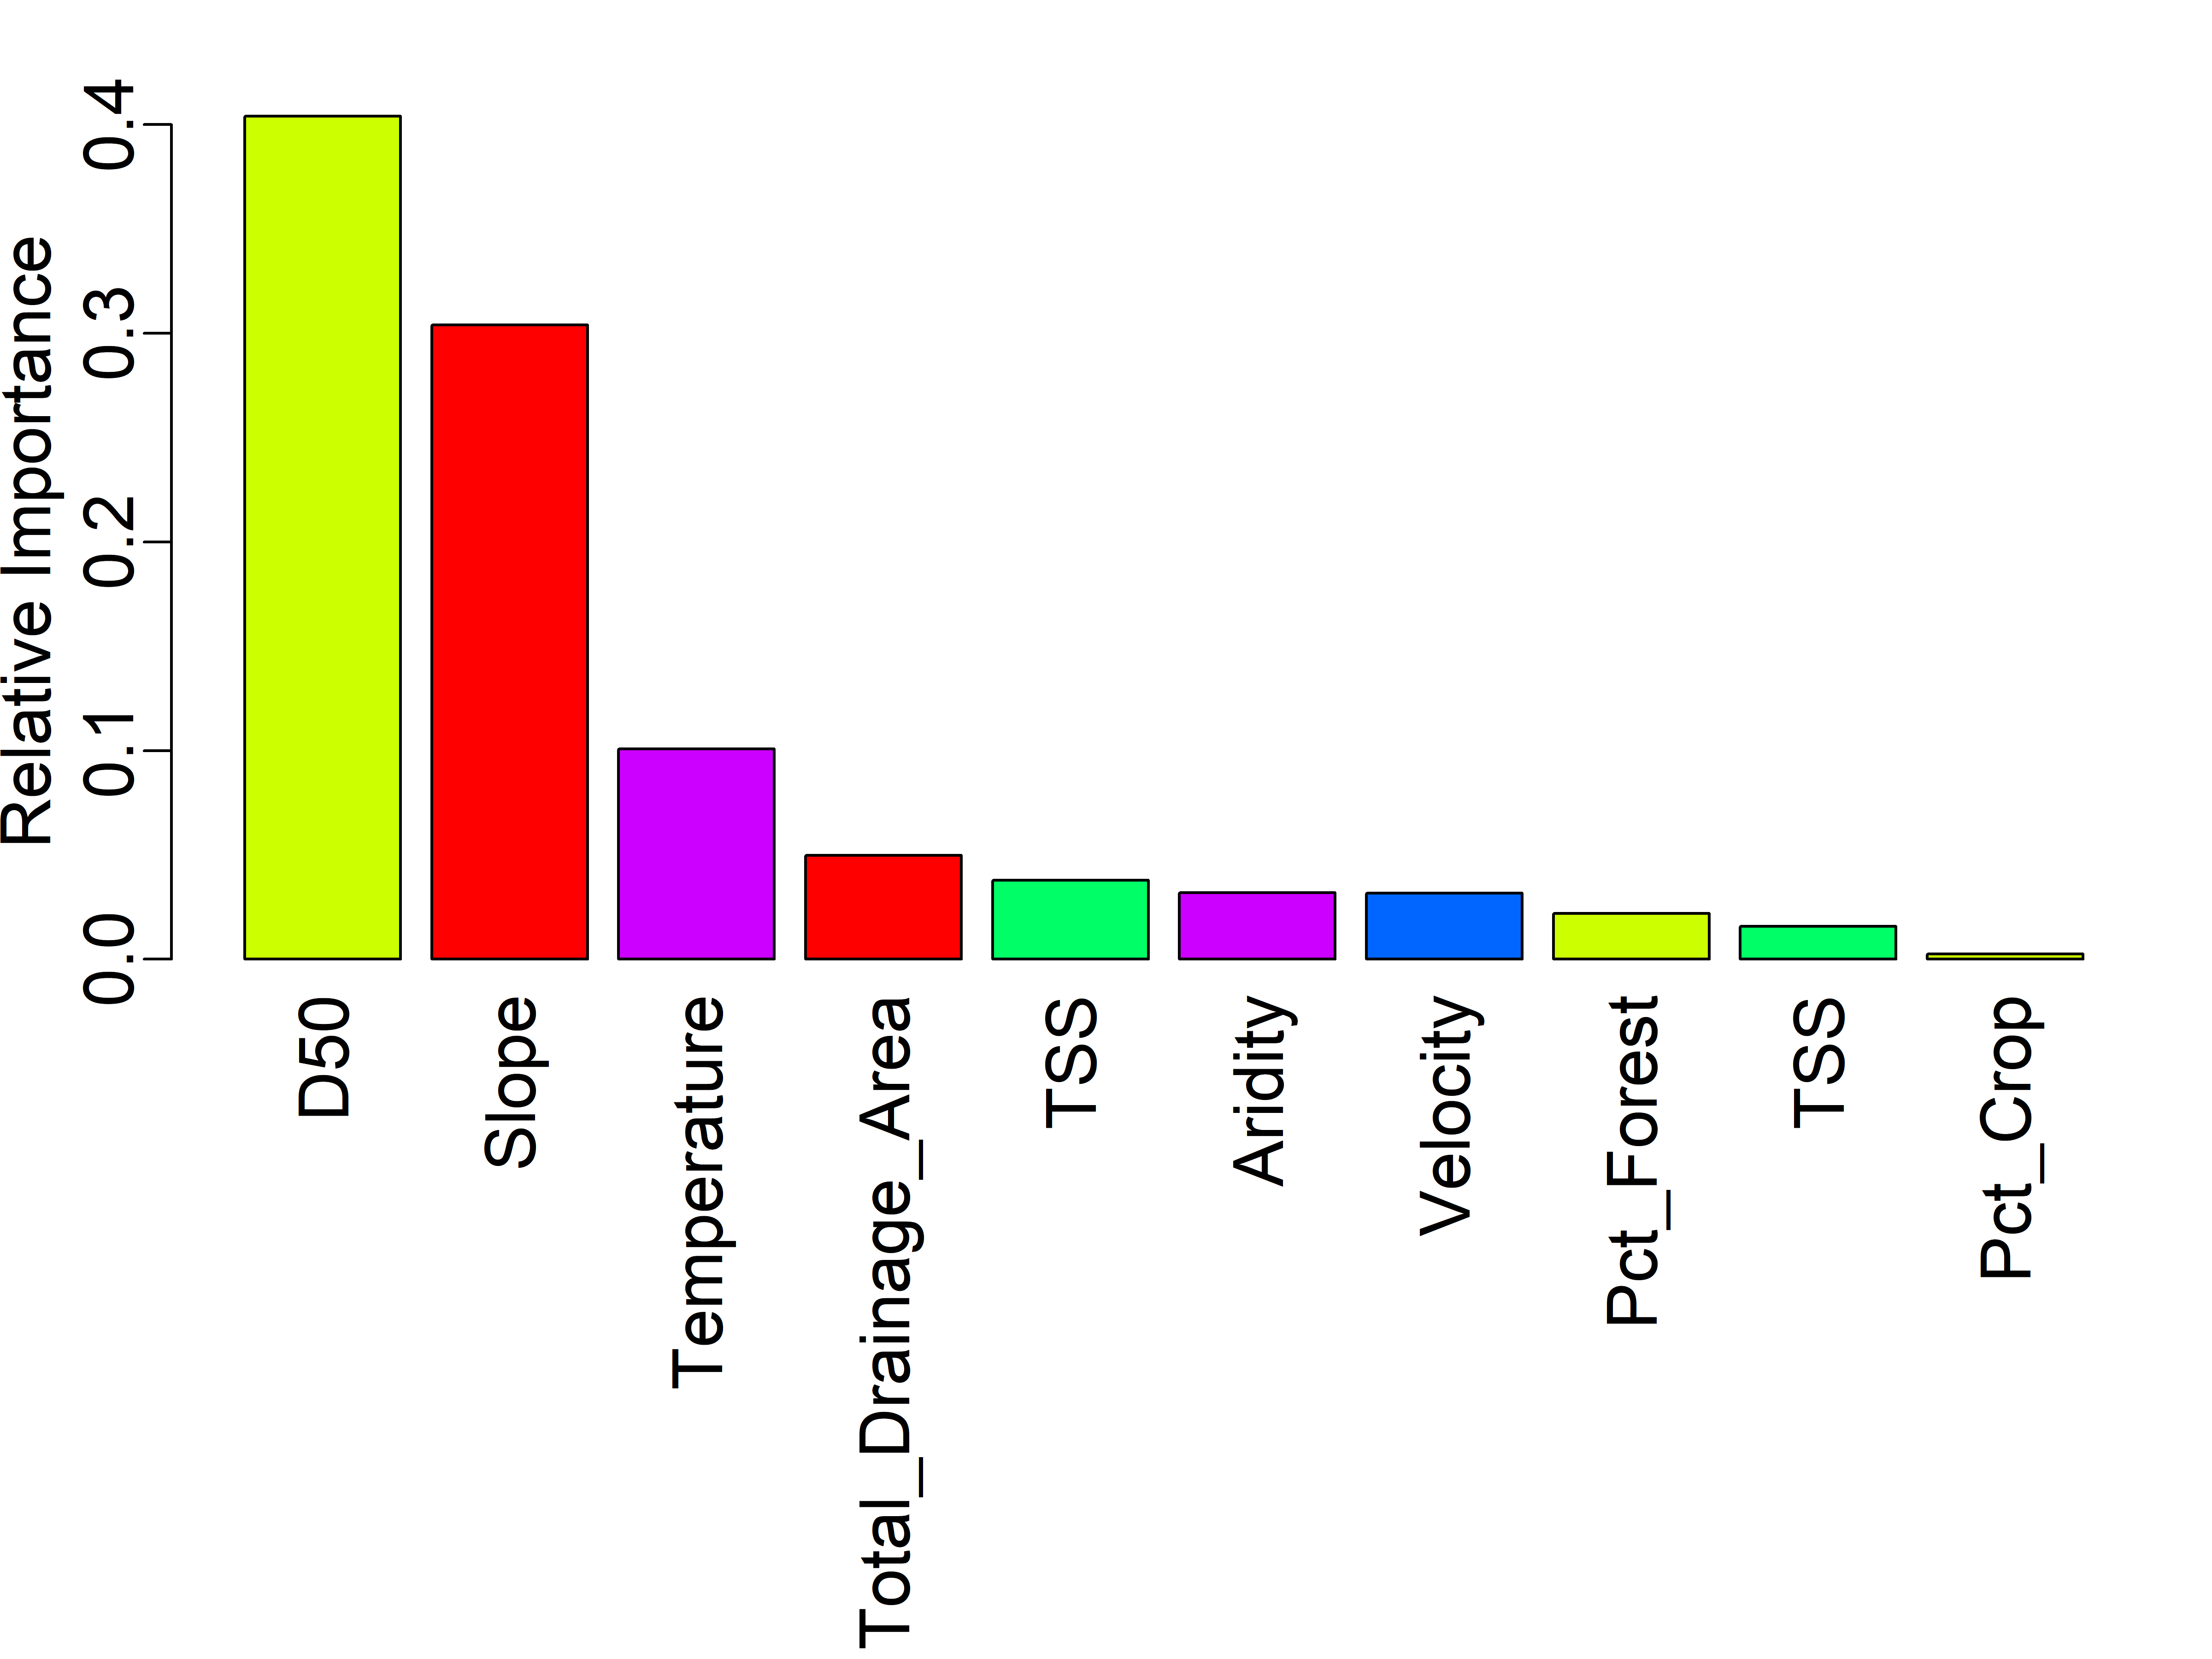 Relative Importance
0.4
0.3
0.2
0.1
0.0
D50
Slope
Temperature
Total_Drainage_Area
TSS
Aridity
Velocity
Pct_Forest
TSS
Pct_Crop